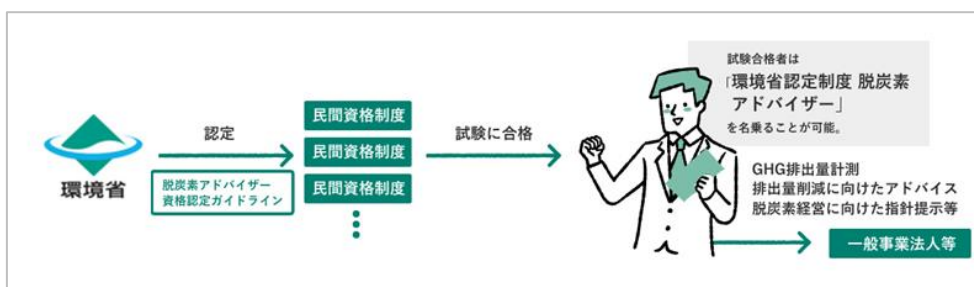 環境省
認定
脱炭素アドバイザー
資格認定ガイドライン
民間資格制度
民間資格制度
民間資格制度
試験に合格
試験合格者は
「環境省認定制度 脱炭素
アドバイザー」
を名乗ることが可能。
GHG排出量計測
排出量削減に向けたアドバイス
脱炭素経営に向けた指針提示等
一般事業法人等